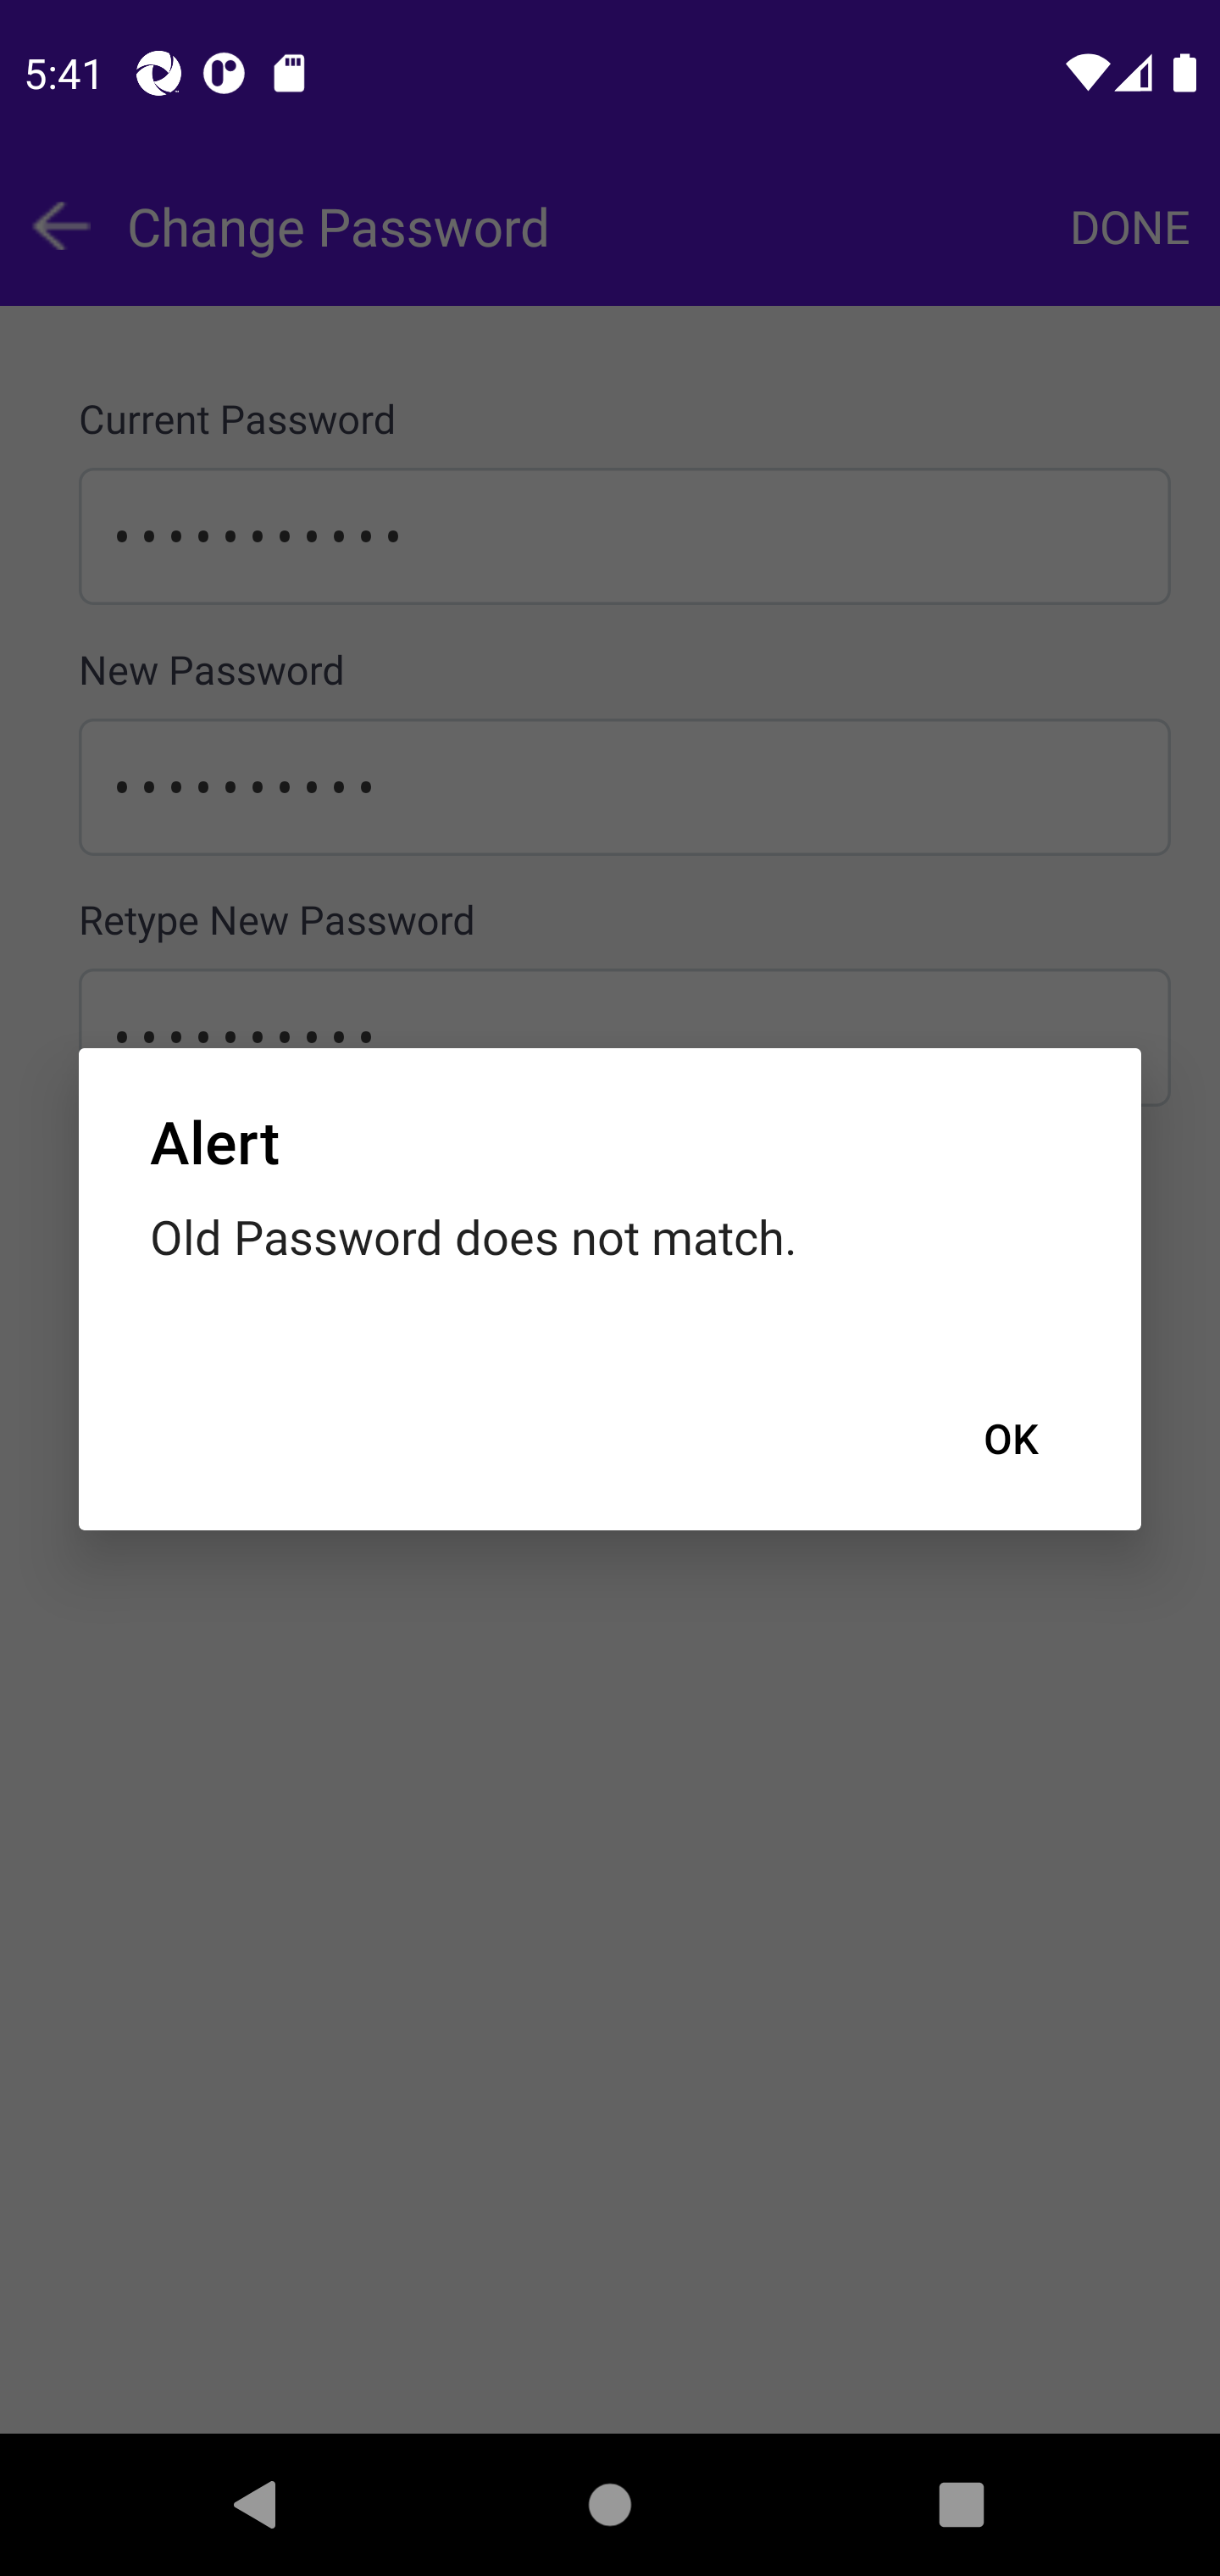 5:41
Change Password DONE
Current Password
•••••••••••
New Password
••••••••••
Retype New Password
••••••••••
Alert
Old Password does not match.
OK